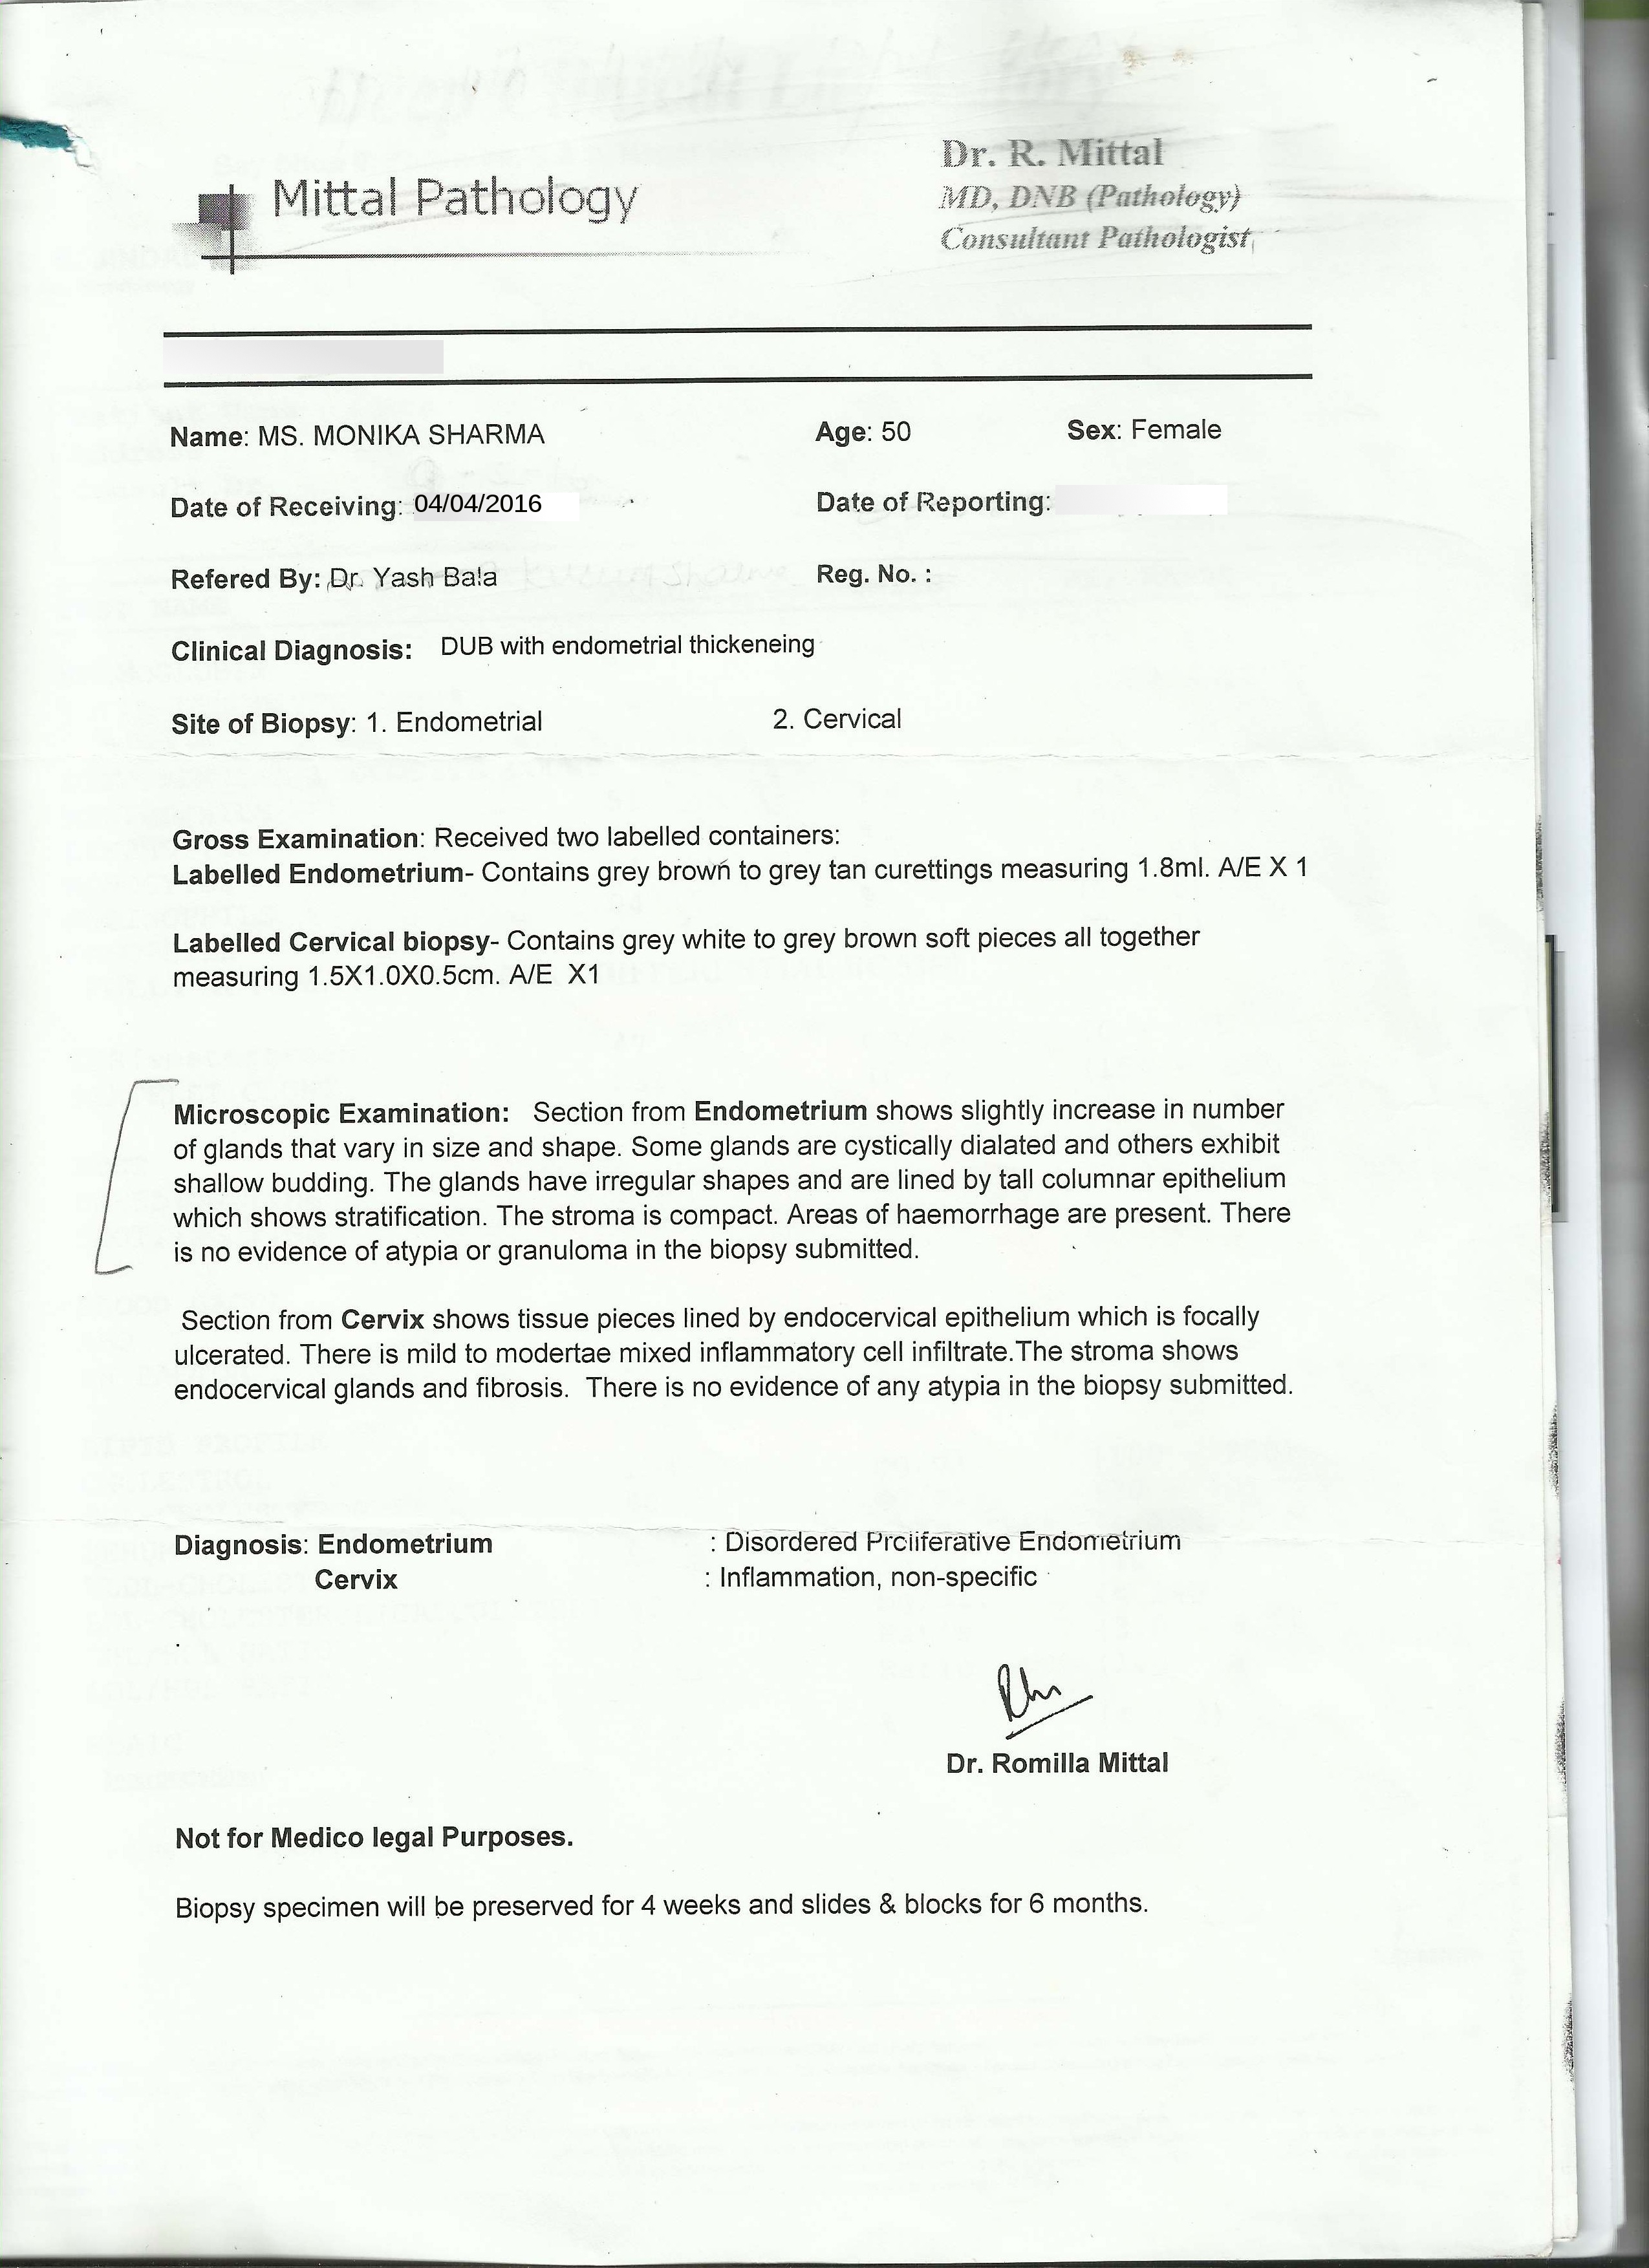 Mittal Pathology
Dr. R. Mittal
MD, DNB (Pathology)
Consultant Pathologist
Name: MS. MONIKA SHARMA Age: 50 Sex: Female
Date of Receiving: 04/04/2016 Date of Reporting:
Refered By: Dr. Yash Bala Reg. No. :
Clinical Diagnosis: DUB with endometrial thickeneing
Site of Biopsy: 1. Endometrial 2. Cervical
Gross Examination: Received two labelled containers:
Labelled Endometrium- Contains grey brown to grey tan curettings measuring 1.8ml. A/E X 1
Labelled Cervical biopsy- Contains grey white to grey brown soft pieces all together
measuring 1.5X1.0X0.5cm. A/E X1
Microscopic Examination: Section from Endometrium shows slightly increase in number
of glands that vary in size and shape. Some glands are cystically dialated and others exhibit
shallow budding. The glands have irregular shapes and are lined by tall columnar epithelium
which shows stratification. The stroma is compact. Areas of haemorrhage are present. There
is no evidence of atypia or granuloma in the biopsy submitted.
Section from Cervix shows tissue pieces lined by endocervical epithelium which is focally
ulcerated. There is mild to modertae mixed inflammatory cell infiltrate.The stroma shows
endocervical glands and fibrosis. There is no evidence of any atypia in the biopsy submitted.
Diagnosis: Endometrium : Disordered Proliferative Endometrium
Cervix : Inflammation, non-specific
Dr. Romilla Mittal
Not for Medico legal Purposes.
Biopsy specimen will be preserved for 4 weeks and slides & blocks for 6 months.